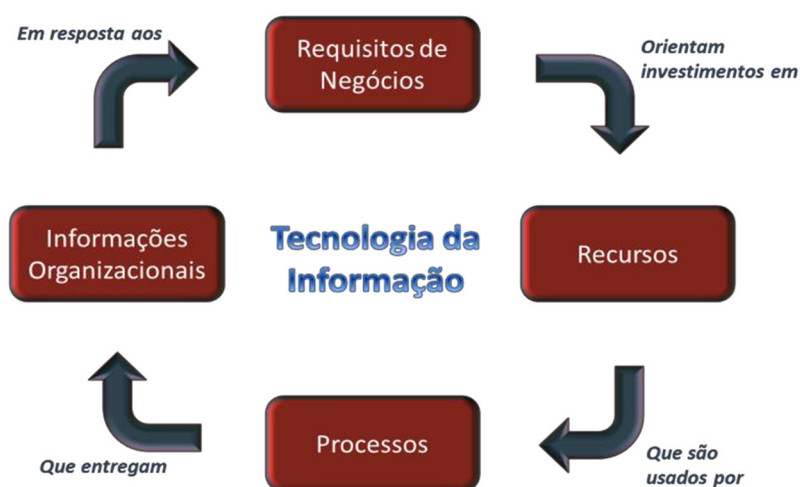 Em resposta aos
Requisitos de
Negócios
Orientam
investimentos em
Informações
Organizacionais
Tecnologia da
Informação
Recursos
Que entregam
Processos
Que são
usados por